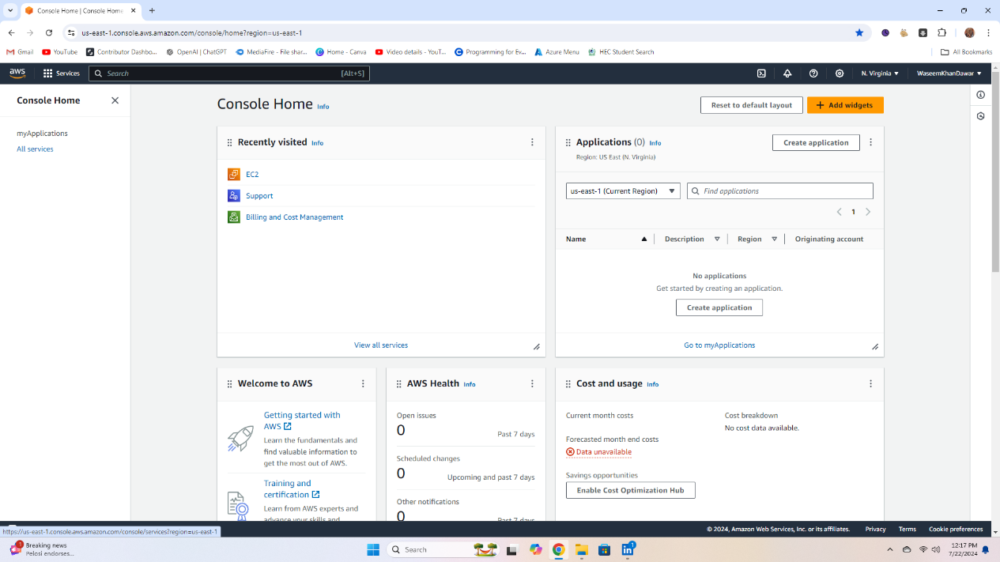 Console Home | Console Home
us-east-1.console.aws.amazon.com/console/home?region=us-east-1
Gmail
YouTube
Contributor Dashbo...
OpenAI | ChatGPT
MediaFire - File shar...
Home - Canva
Video details - YouT...
Programming for Ev...
Azure Menu
HEC Student Search
All Bookmarks
aws
Services
Search
[Alt+S]
N. Virginia
WaseemKhanDawar
Console Home
myApplications
All services
Console Home Info
Reset to default layout
Add widgets
Recently visited Info
EC2
Support
Billing and Cost Management
View all services
Applications (0) Info
Region: US East (N. Virginia)
Create application
us-east-1 (Current Region)
Find applications
1
Name
Description
Region
Originating account
No applications
Get started by creating an application.
Create application
Go to myApplications
Welcome to AWS
Getting started with
AWS
Learn the fundamentals and
find valuable information to
get the most out of AWS.
Training and
certification
Learn from AWS experts and
advance your skills and
AWS Health Info
Open issues
0
Past 7 days
Scheduled changes
0
Upcoming and past 7 days
Other notifications
0
Past 7 days
Cost and usage Info
Current month costs
Forecasted month end costs
Data unavailable
Savings opportunities
Enable Cost Optimization Hub
Cost breakdown
No cost data available.
https://us-east-1.console.aws.amazon.com/console/services?region=us-east-1
© 2024, Amazon Web Services, Inc. or its affiliates.
Privacy
Terms
Cookie preferences
1
Breaking news
Pelosi endorses...
Search
1
12:17 PM
7/22/2024